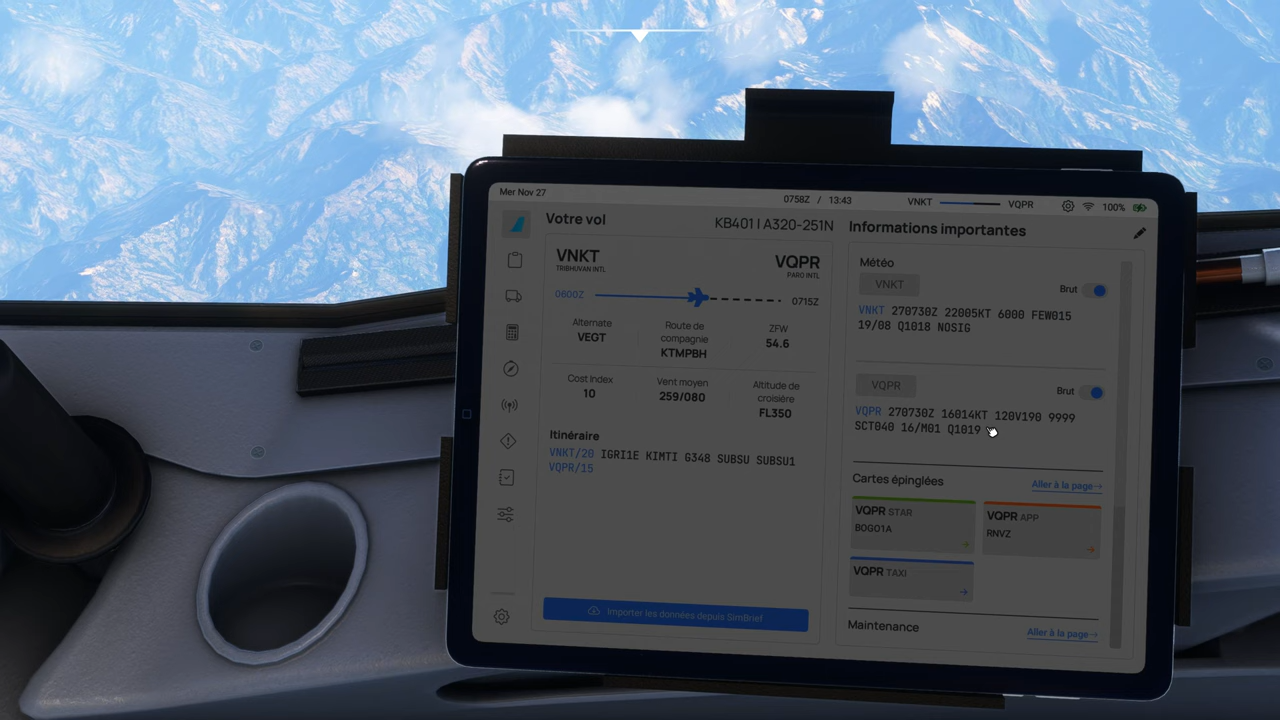 Mer Nov 27
0758Z / 13:43
VNKT
VQPR
100%
Votre vol
KB401 | A320-251N
VNKT
TRIBHUVAN INTL
VQPR
PARO INTL
0600Z
0715Z
Alternate
VEGT
Route de
compagnie
KTMPBH
ZFW
54.6
Cost Index
10
Vent moyen
259/080
Altitude de
croisière
FL350
Itinéraire
VNKT/20 IGRI1E KIMTI G348 SUBSU SUBSU1
VQPR/15
Importer les données depuis SimBrief
Informations importantes
Météo
VNKT
Brut
VNKT 270730Z 22005KT 6000 FEW015
19/08 Q1018 NOSIG
VQPR
Brut
VQPR 270730Z 16014KT 120V190 9999
SCT040 16/M01 Q1019
Cartes épinglées
Aller à la page→
VQPR STAR
BOGO1A
→
VQPR APP
RNVZ
→
VQPR TAXI
→
Maintenance
Aller à la page→